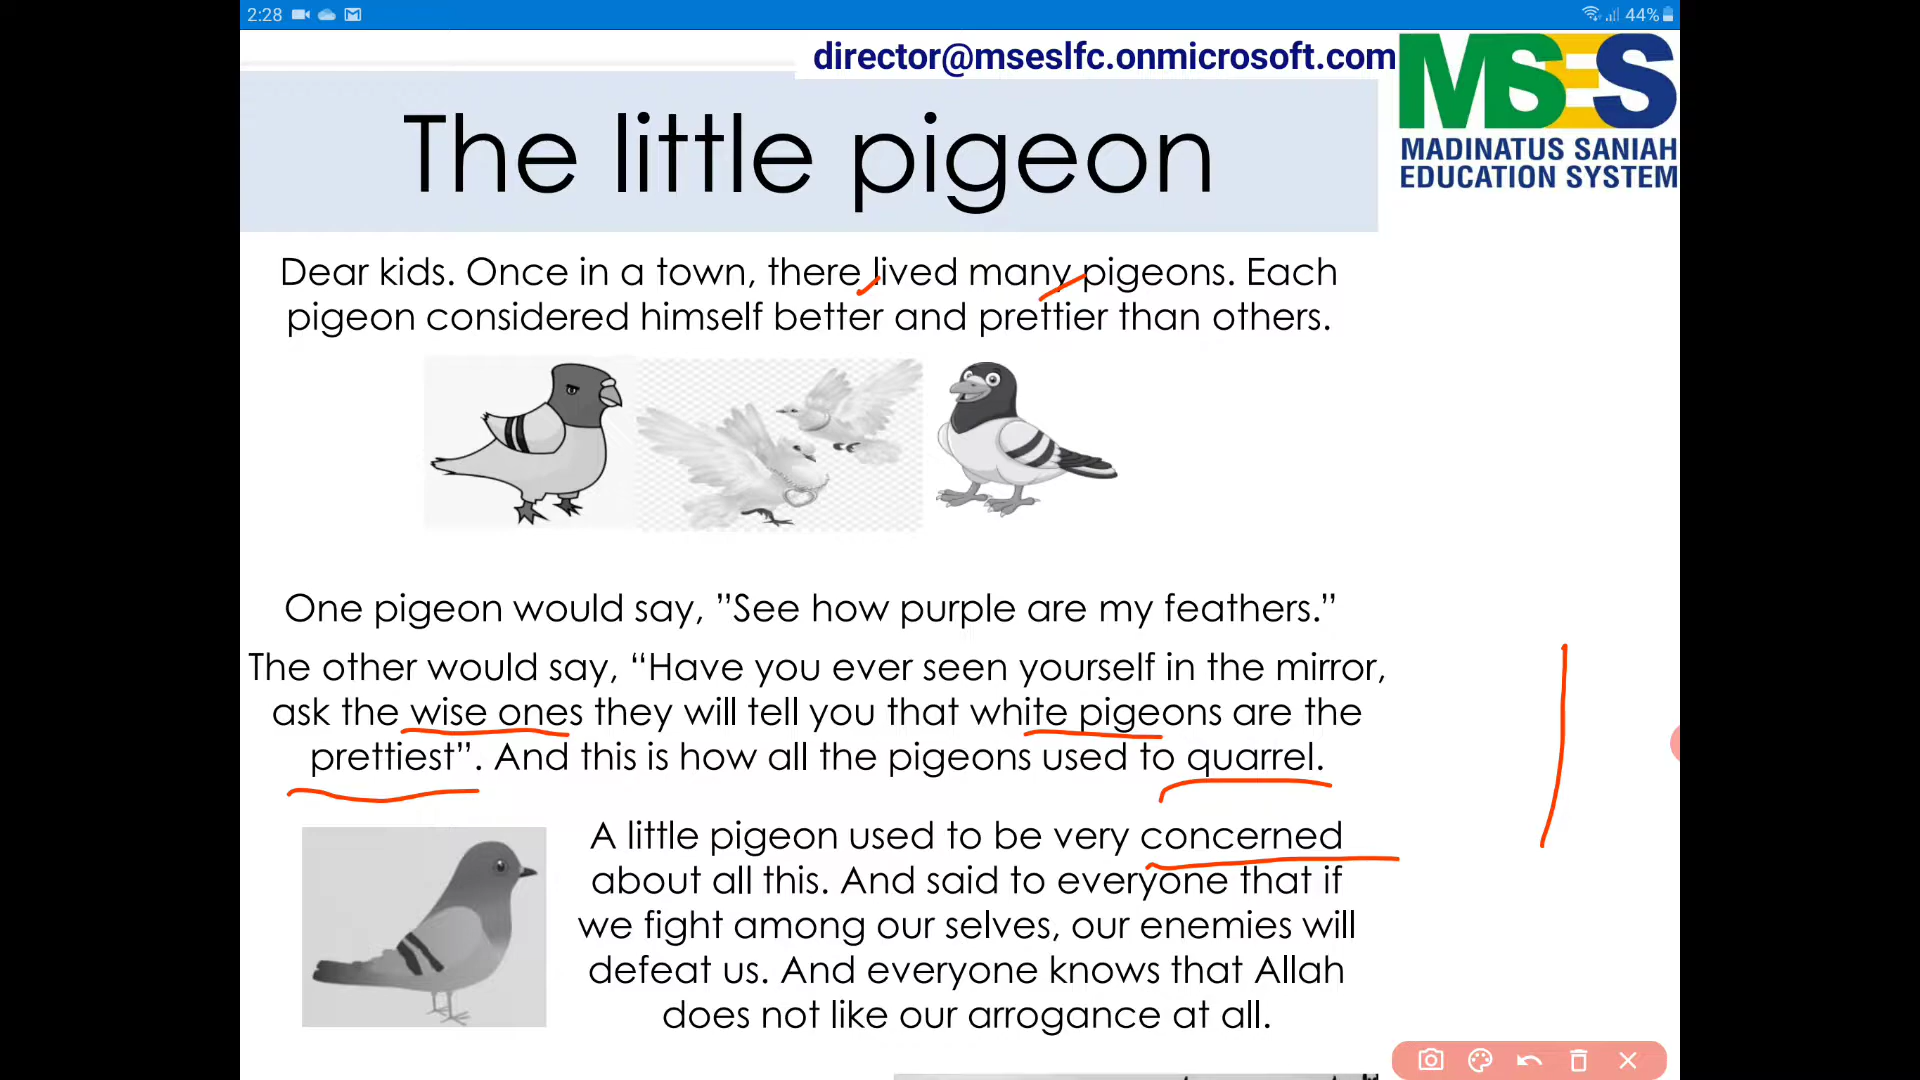 2:28
44%
director@mseslfc.onmicrosoft.com
MSES
MADINATUS SANIAH
EDUCATION SYSTEM
The little pigeon
Dear kids. Once in a town, there lived many pigeons. Each
pigeon considered himself better and prettier than others.
One pigeon would say, ”See how purple are my feathers.”
The other would say, “Have you ever seen yourself in the mirror,
ask the wise ones they will tell you that white pigeons are the
prettiest”. And this is how all the pigeons used to quarrel.
A little pigeon used to be very concerned
about all this. And said to everyone that if
we fight among our selves, our enemies will
defeat us. And everyone knows that Allah
does not like our arrogance at all.